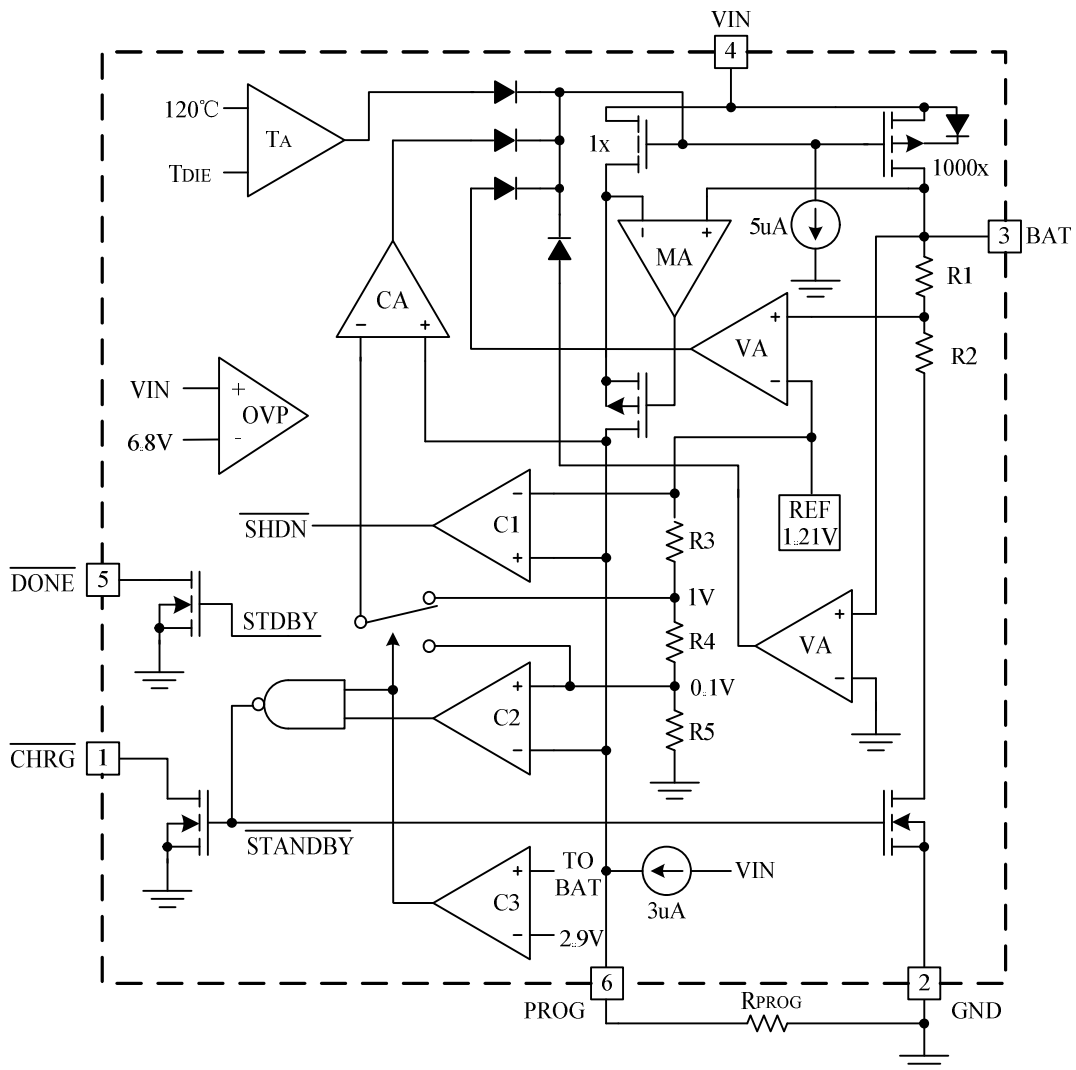 VIN
4
120℃
TA
TDIE
1x
1000x
5uA
3
BAT
MA
R1
CA
−
+
VA
+
−
R2
VIN
6.8V
+
-
OVP
REF
1.21V
SHDN
C1
−
+
R3
DONE
5
STDBY
1V
R4
VA
+
−
0.1V
C2
+
−
R5
CHRG
1
STANDBY
C3
+
−
TO
BAT
2.9V
3uA
VIN
6
PROG
RPROG
2
GND